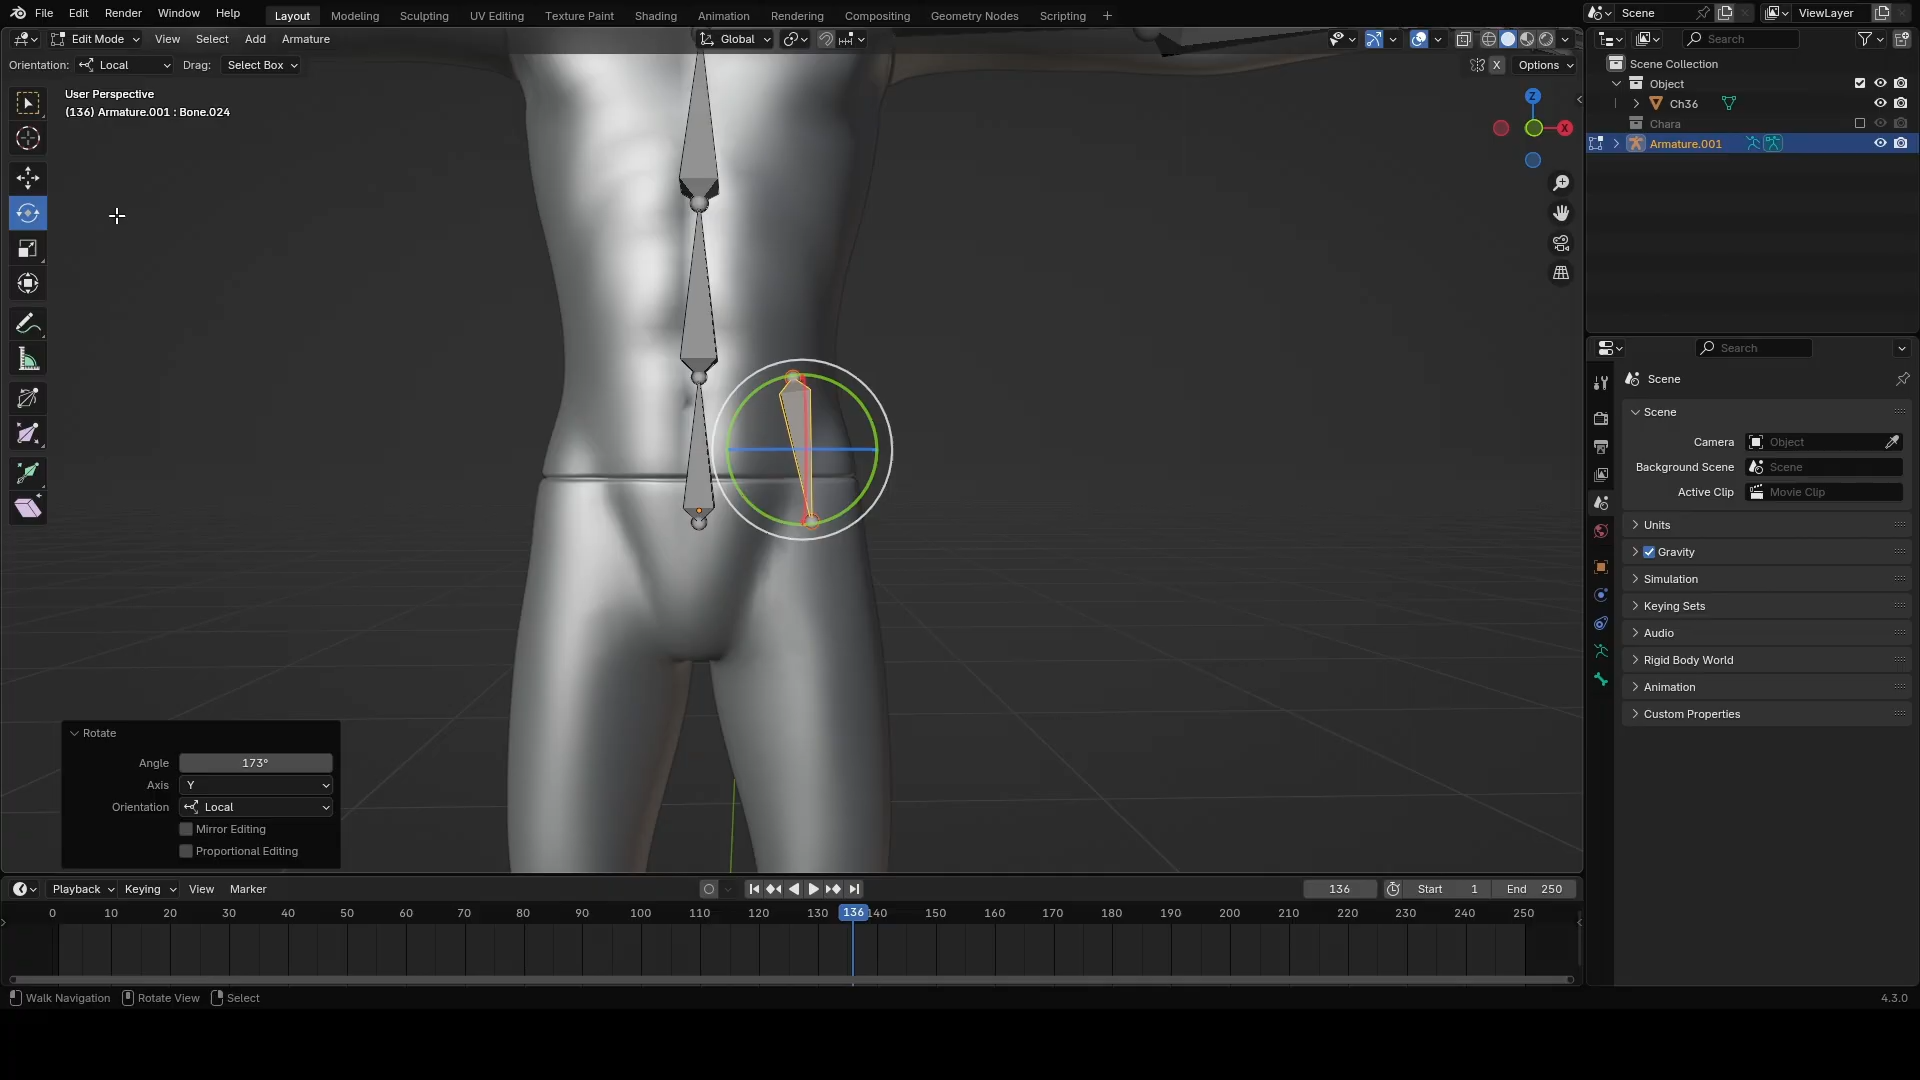 File Edit Render Window Help Layout Modeling Sculpting UV Editing Texture Paint Shading Animation Rendering Compositing Geometry Nodes Scripting + Scene ViewLayer
Edit Mode View Select Add Armature Global Search
Orientation: Local Drag: Select Box X Options
Scene Collection
Object
Ch36
Chara
Armature.001
User Perspective
(136) Armature.001 : Bone.024
Z
X
Search
Scene
Scene
Camera Object
Background Scene Scene
Active Clip Movie Clip
Units
Gravity
Simulation
Keying Sets
Audio
Rigid Body World
Animation
Custom Properties
Rotate
Angle 173°
Axis Y
Orientation Local
Mirror Editing
Proportional Editing
Playback Keying View Marker 136 Start 1 End 250
0 10 20 30 40 50 60 70 80 90 100 110 120 130 136 140 150 160 170 180 190 200 210 220 230 240 250
Walk Navigation Rotate View Select 4.3.0